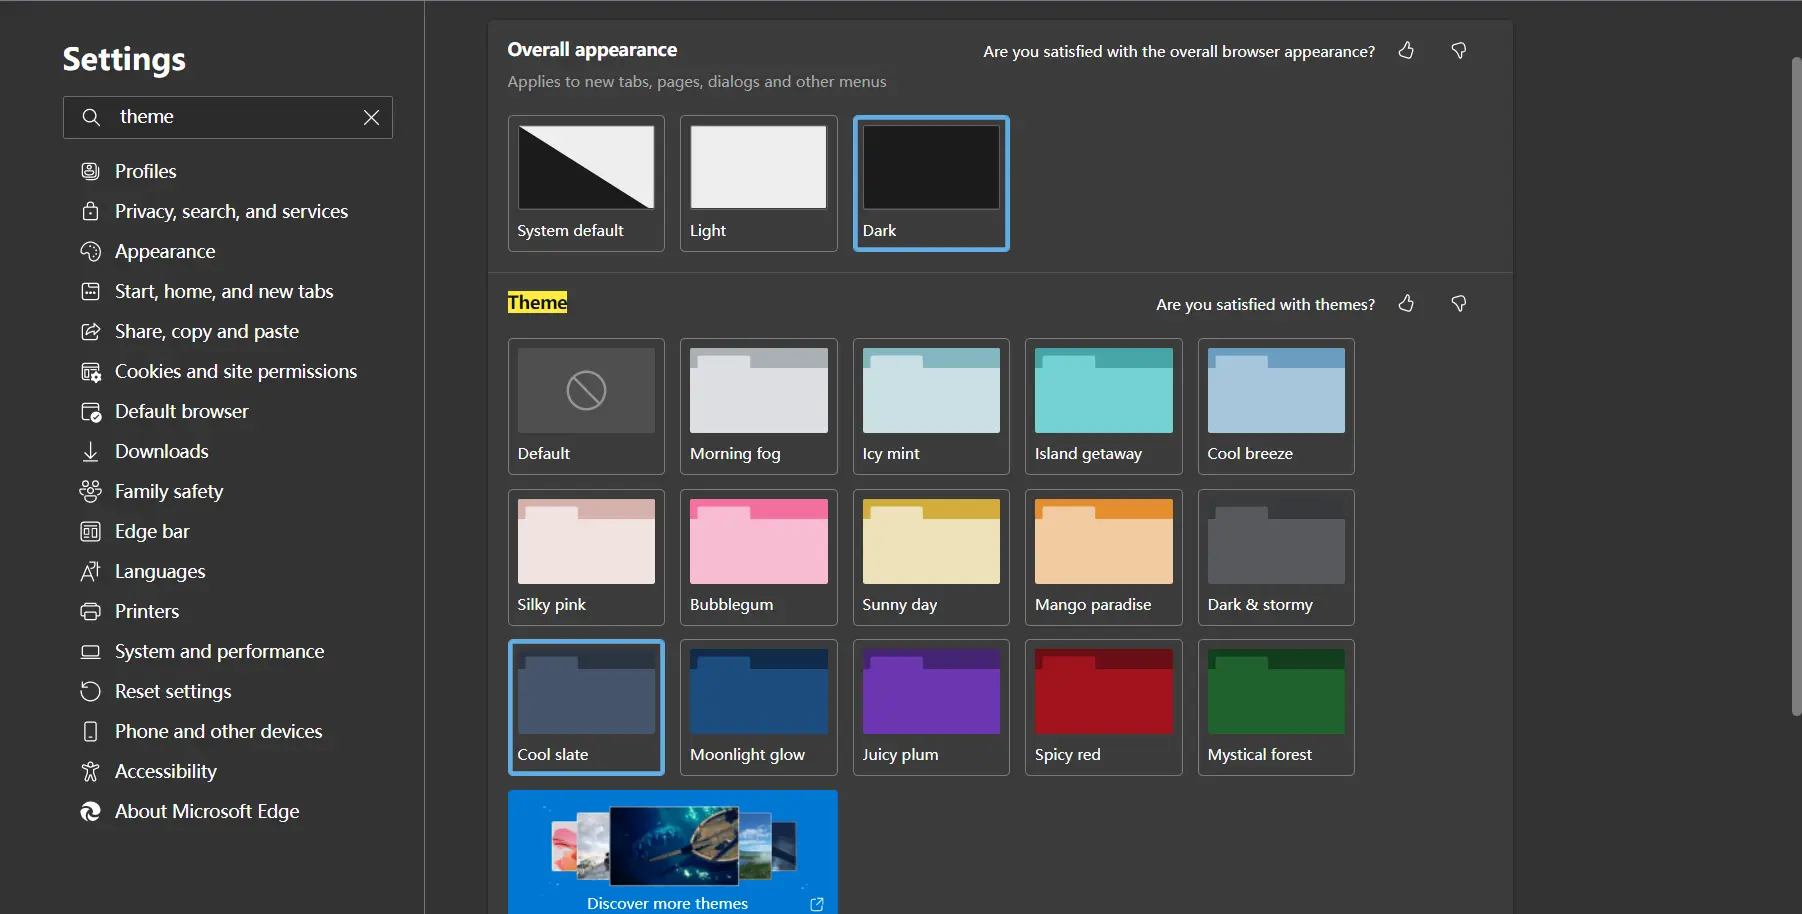 Settings
theme
Profiles
Privacy, search, and services
Appearance
Start, home, and new tabs
Share, copy and paste
Cookies and site permissions
Default browser
Downloads
Family safety
Edge bar
Languages
Printers
System and performance
Reset settings
Phone and other devices
Accessibility
About Microsoft Edge
Overall appearance
Are you satisfied with the overall browser appearance?
Applies to new tabs, pages, dialogs and other menus
System default
Light
Dark
Theme
Are you satisfied with themes?
Default
Morning fog
Icy mint
Island getaway
Cool breeze
Silky pink
Bubblegum
Sunny day
Mango paradise
Dark & stormy
Cool slate
Moonlight glow
Juicy plum
Spicy red
Mystical forest
Discover more themes